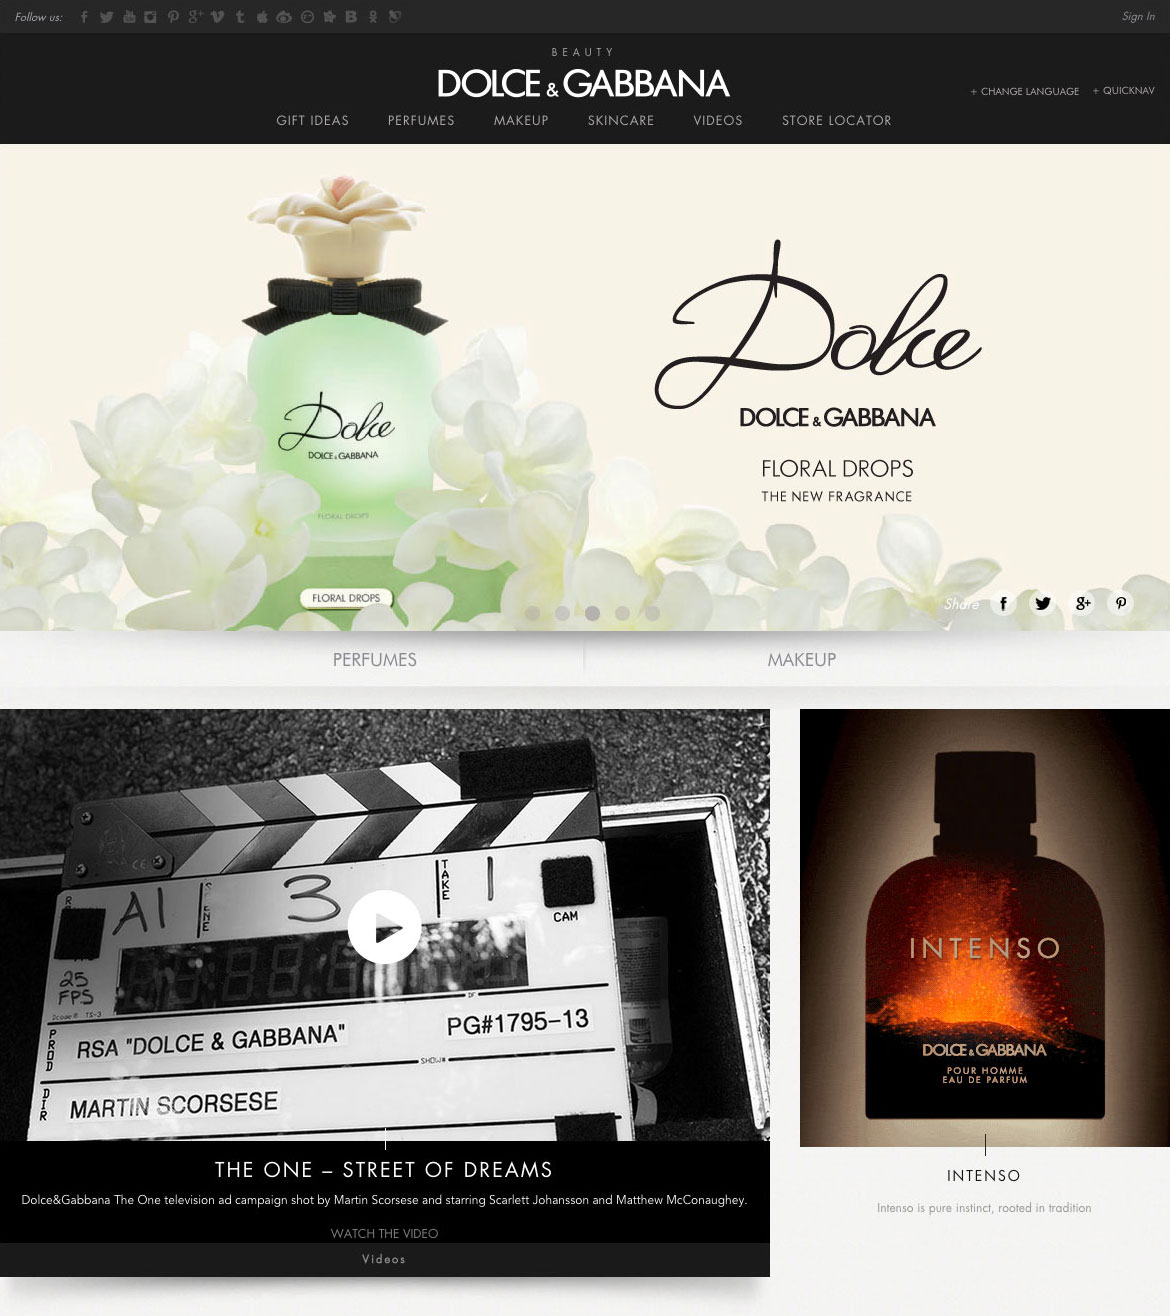 Follow us:
Sign In
BEAUTY
DOLCE & GABBANA
+ CHANGE LANGUAGE
+ QUICKNAV
GIFT IDEAS
PERFUMES
MAKEUP
SKINCARE
VIDEOS
STORE LOCATOR
Dolce
DOLCE & GABBANA
FLORAL DROPS
FLORAL DROPS
Dolce
DOLCE & GABBANA
FLORAL DROPS
THE NEW FRAGRANCE
Share
PERFUMES
MAKEUP
A1
3
TAKE
1
CAM
25
FPS
DF
PROD
RSA "DOLCE & GABBANA"
PG#1795-13
SHOW#
DIR
MARTIN SCORSESE
THE ONE – STREET OF DREAMS
Dolce&Gabbana The One television ad campaign shot by Martin Scorsese and starring Scarlett Johansson and Matthew McConaughey.
WATCH THE VIDEO
Videos
INTENSO
DOLCE & GABBANA
POUR HOMME
EAU DE PARFUM
INTENSO
Intenso is pure instinct, rooted in tradition